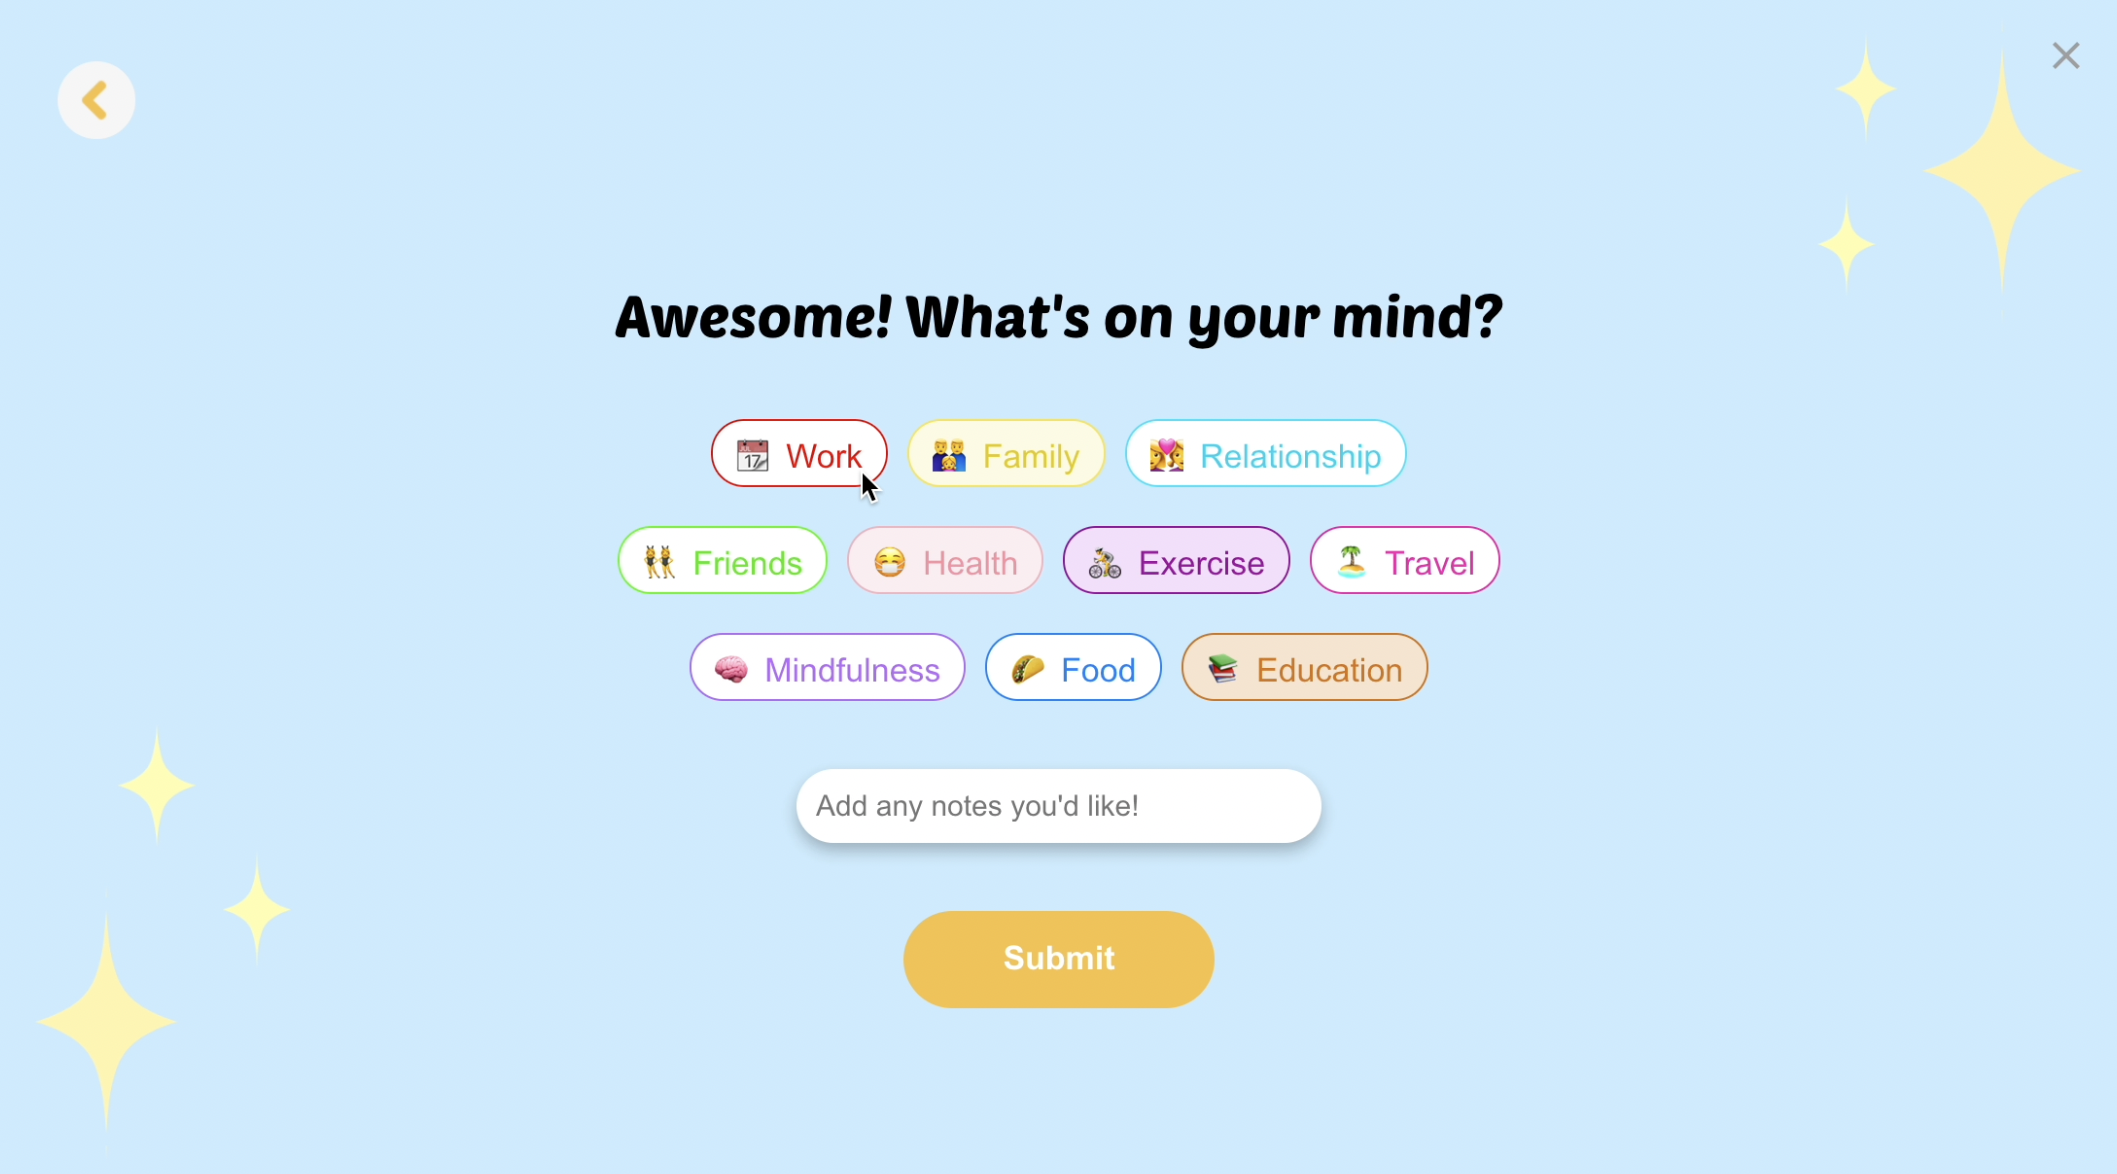 Awesome! What's on your mind?
17 Work Family Relationship
Friends Health Exercise Travel
Mindfulness Food Education
Add any notes you'd like!
Submit